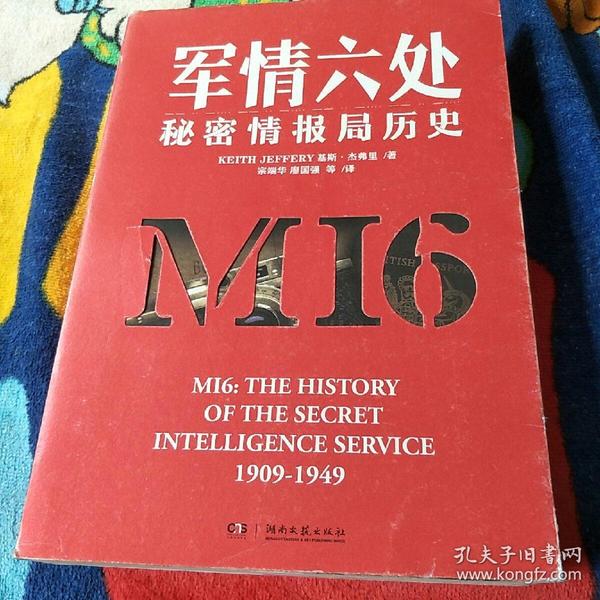 军情六处
秘密情报局历史
KEITH JEFFERY 基斯·杰弗里 /著
宗端华 廖国强 等 /译
MI6
MI6: THE HISTORY
OF THE SECRET
INTELLIGENCE SERVICE
1909-1949
湖南文艺出版社
孔夫子旧书网
www.kongfz.com